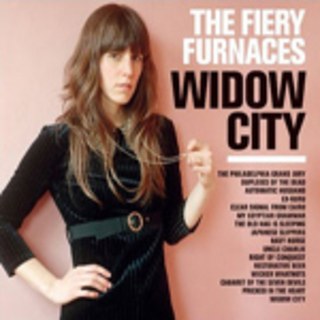 THE FIERY
FURNACES
WIDOW
CITY
THE PHILADELPHIA GRAND JURY
DUPLEXES OF THE DEAD
AUTOMATIC HUSBAND
EX-GURU
CLEAR SIGNAL FROM CAIRO
MY EGYPTIAN GRAMMAR
THE OLD HAG IS SLEEPING
JAPANESE SLIPPERS
NAVY NURSE
UNCLE CHARLIE
RIGHT OF CONQUEST
RESTORATIVE BEER
WICKER WHATNOTS
CABARET OF THE SEVEN DEVILS
PRICKED IN THE HEART
WIDOW CITY